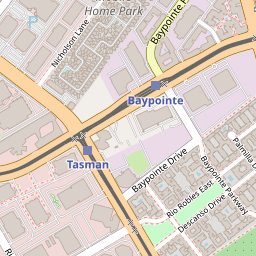 Home Park
Nicholson Lane
Baypointe
Baypointe
Tasman
Palmilla
Baypointe Drive
Baypointe Parkway
Rio Robles East
Descanso Drive